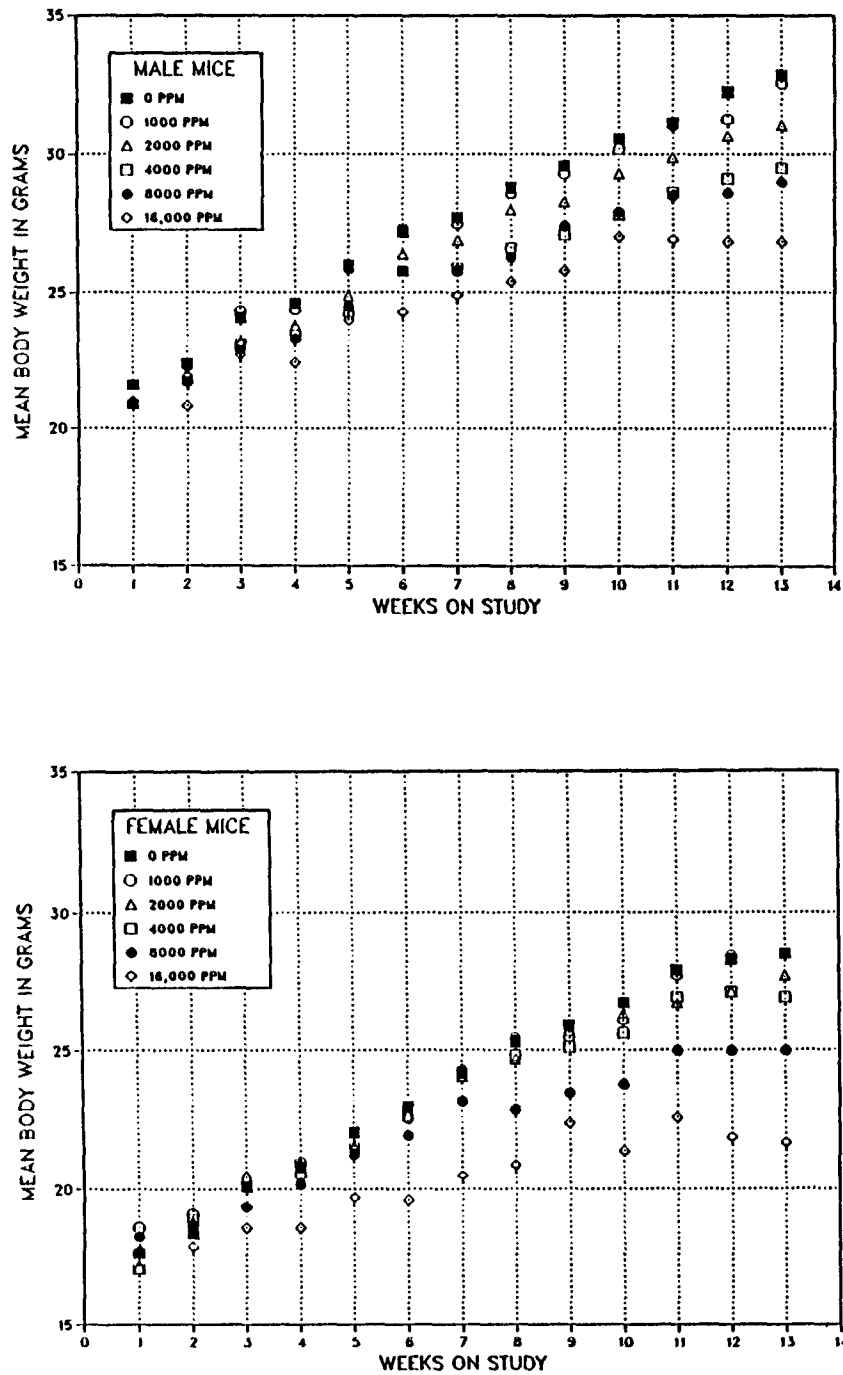 35
30
25
20
15
MEAN BODY WEIGHT IN GRAMS
MALE MICE
0 PPM
1000 PPM
2000 PPM
4000 PPM
8000 PPM
16,000 PPM
0 1 2 3 4 5 6 7 8 9 10 11 12 13 14
WEEKS ON STUDY
35
30
25
20
15
MEAN BODY WEIGHT IN GRAMS
FEMALE MICE
0 PPM
1000 PPM
2000 PPM
4000 PPM
8000 PPM
16,000 PPM
0 1 2 3 4 5 6 7 8 9 10 11 12 13 14
WEEKS ON STUDY